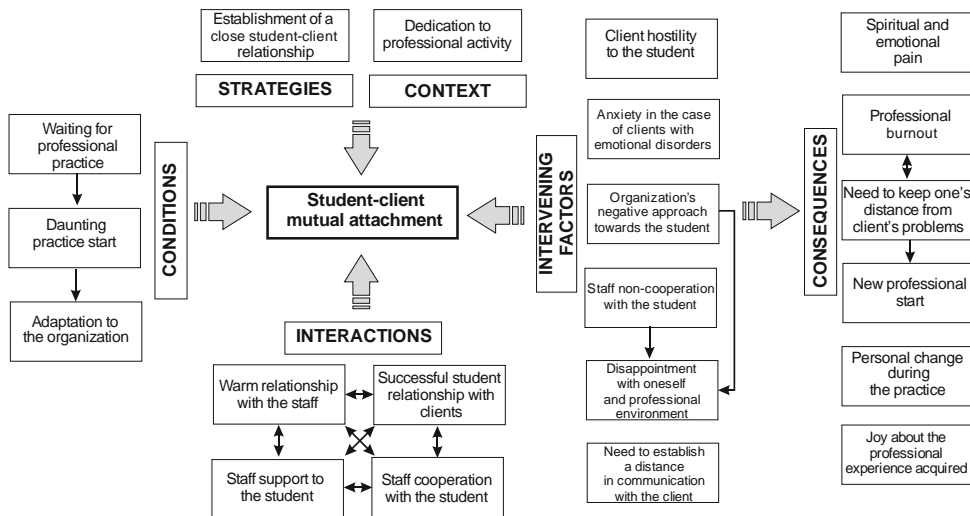 Establishment of a
close student-client
relationship
Dedication to
professional activity
STRATEGIES
CONTEXT
Waiting for
professional
practice
Daunting
practice start
Adaptation to
the organization
CONDITIONS
Student-client
mutual attachment
INTERACTIONS
Warm relationship
with the staff
Successful student
relationship with
clients
Staff support to
the student
Staff cooperation
with the student
INTERVENING
FACTORS
Client hostility
to the student
Anxiety in the case
of clients with
emotional disorders
Organization's
negative approach
towards the student
Staff non-cooperation
with the student
Disappointment
with oneself
and professional
environment
Need to establish
a distance
in communication
with the client
CONSEQUENCES
Spiritual and
emotional
pain
Professional
burnout
Need to keep one's
distance from
client's problems
New professional
start
Personal change
during
the practice
Joy about the
professional
experience acquired